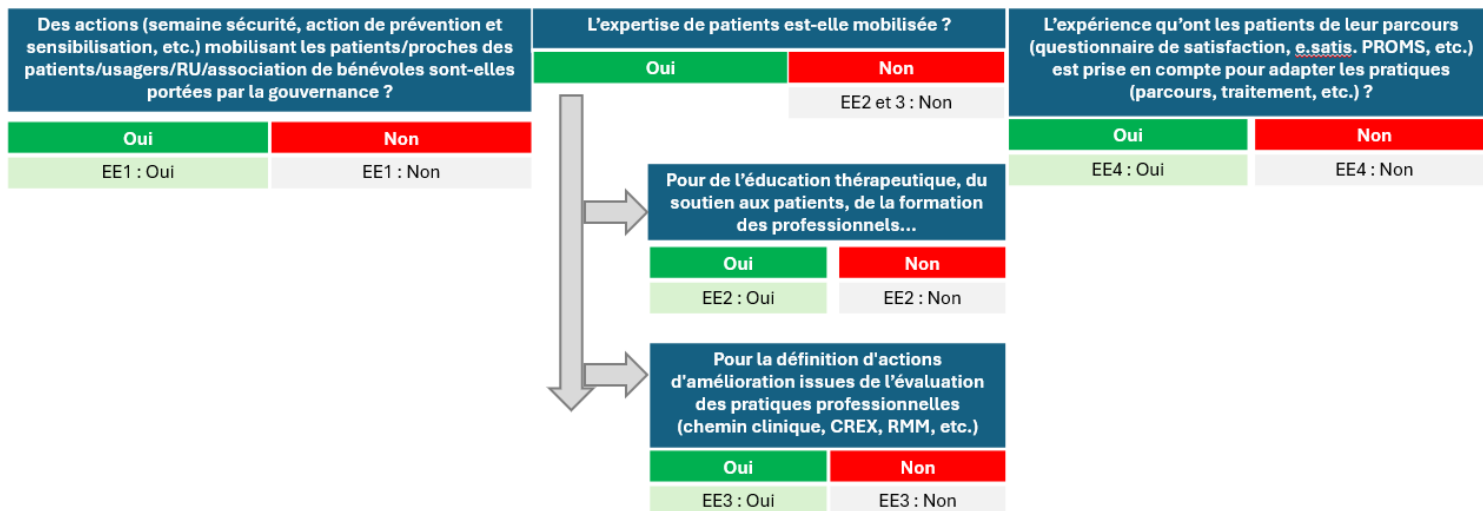 Des actions (semaine sécurité, action de prévention et
sensibilisation, etc.) mobilisant les patients/proches des
patients/usagers/RU/association de bénévoles sont-elles
portées par la gouvernance ?
Oui
Non
EE1 : Oui
EE1 : Non
L’expertise de patients est-elle mobilisée ?
Oui
Non
EE2 et 3 : Non
Pour de l’éducation thérapeutique, du
soutien aux patients, de la formation
des professionnels...
Oui
Non
EE2 : Oui
EE2 : Non
Pour la définition d'actions
d'amélioration issues de l’évaluation
des pratiques professionnelles
(chemin clinique, CREX, RMM, etc.)
Oui
Non
EE3 : Oui
EE3 : Non
L’expérience qu’ont les patients de leur parcours
(questionnaire de satisfaction, e.satis. PROMS, etc.)
est prise en compte pour adapter les pratiques
(parcours, traitement, etc.) ?
Oui
Non
EE4 : Oui
EE4 : Non